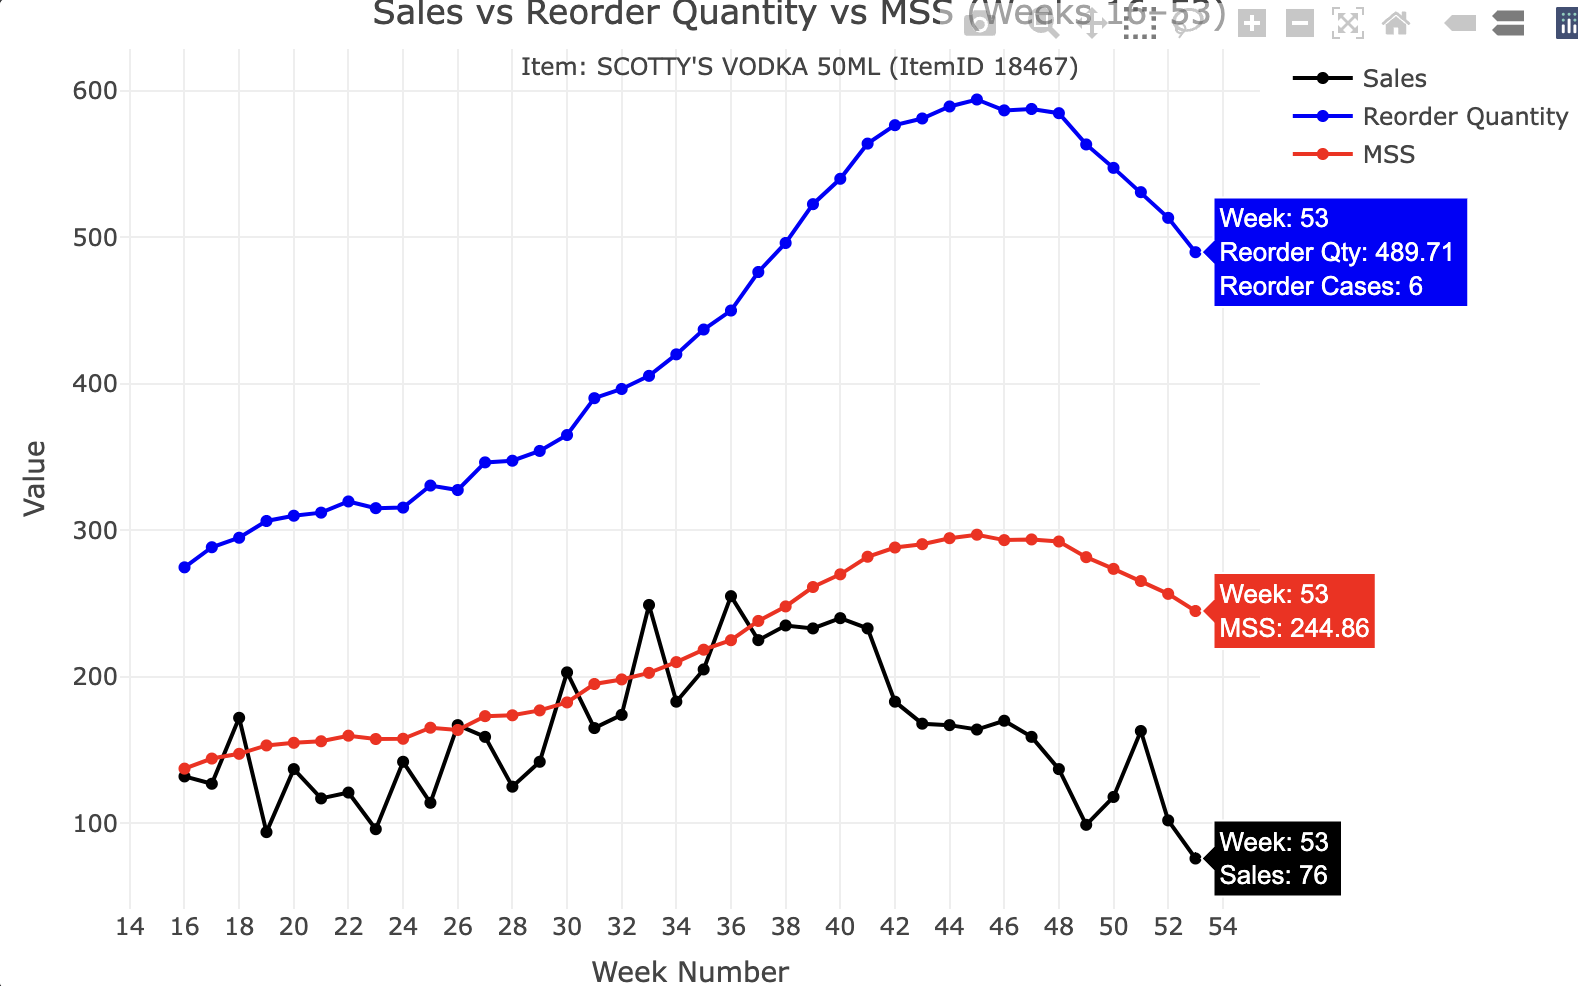 Sales vs Reorder Quantity vs MSS (Weeks 16–53)
Item: SCOTTY'S VODKA 50ML (ItemID 18467)
Sales
Reorder Quantity
MSS
600
500
400
300
200
100
Value
Week: 53
Reorder Qty: 489.71
Reorder Cases: 6
Week: 53
MSS: 244.86
Week: 53
Sales: 76
14 16 18 20 22 24 26 28 30 32 34 36 38 40 42 44 46 48 50 52 54
Week Number